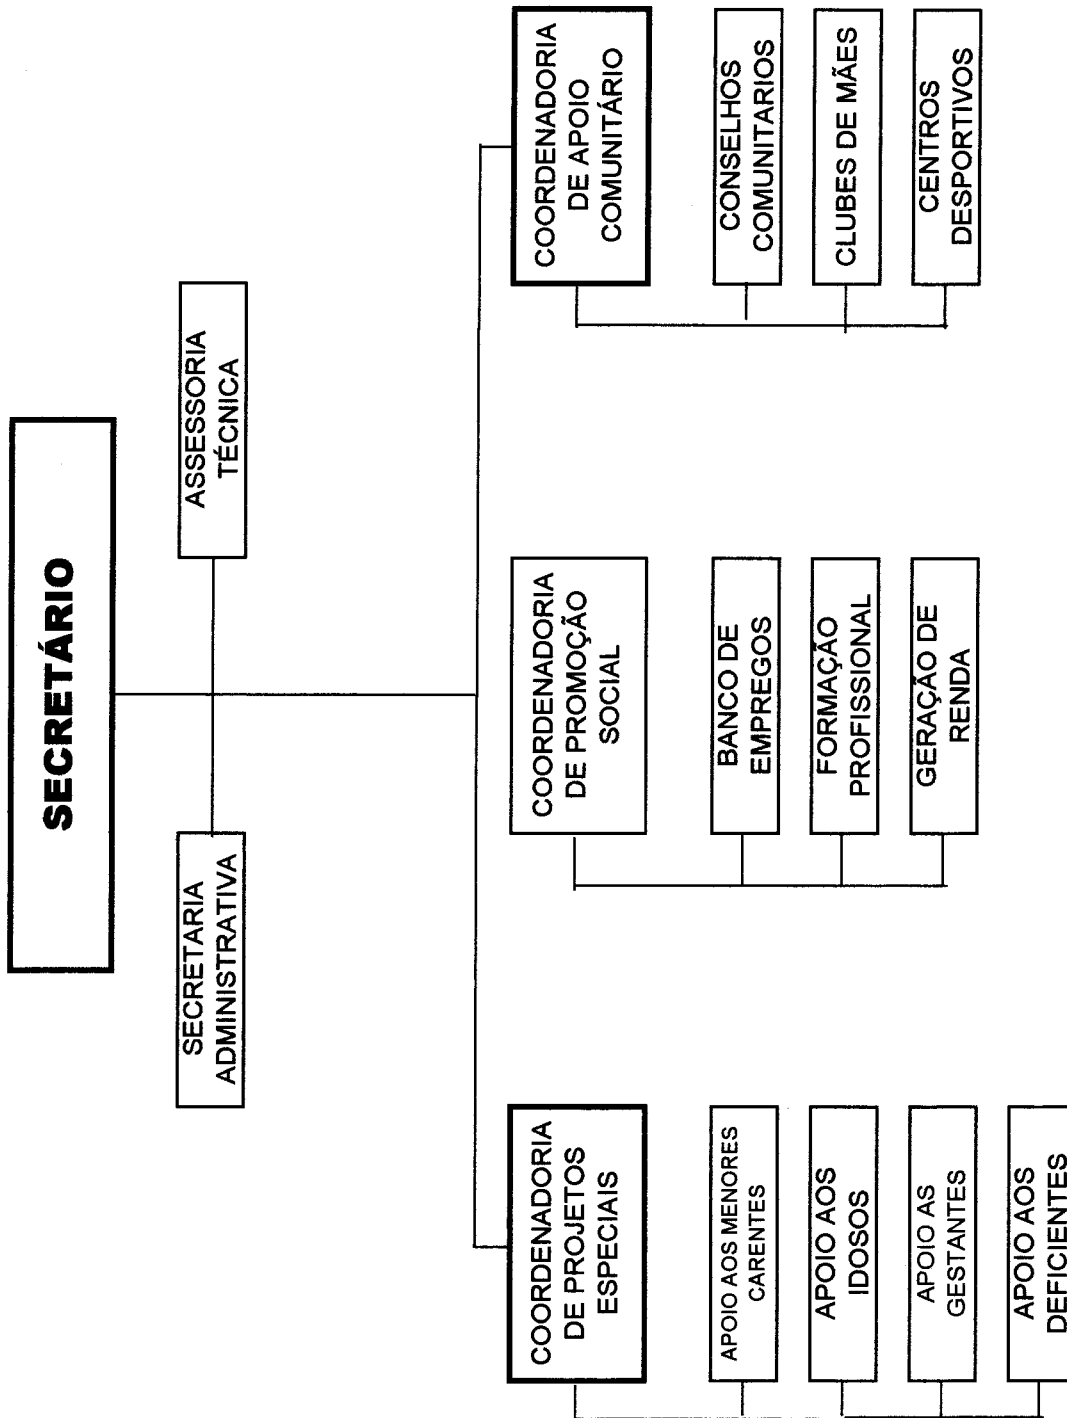 SECRETÁRIO
SECRETARIA
ADMINISTRATIVA
ASSESSORIA
TÉCNICA
COORDENADORIA
DE PROJETOS
ESPECIAIS
APOIO AOS MENORES
CARENTES
APOIO AOS
IDOSOS
APOIO AS
GESTANTES
APOIO AOS
DEFICIENTES
COORDENADORIA
DE PROMOÇÃO
SOCIAL
BANCO DE
EMPREGOS
FORMAÇÃO
PROFISSIONAL
GERAÇÃO DE
RENDA
COORDENADORIA
DE APOIO
COMUNITÁRIO
CONSELHOS
COMUNITARIOS
CLUBES DE MÃES
CENTROS
DESPORTIVOS